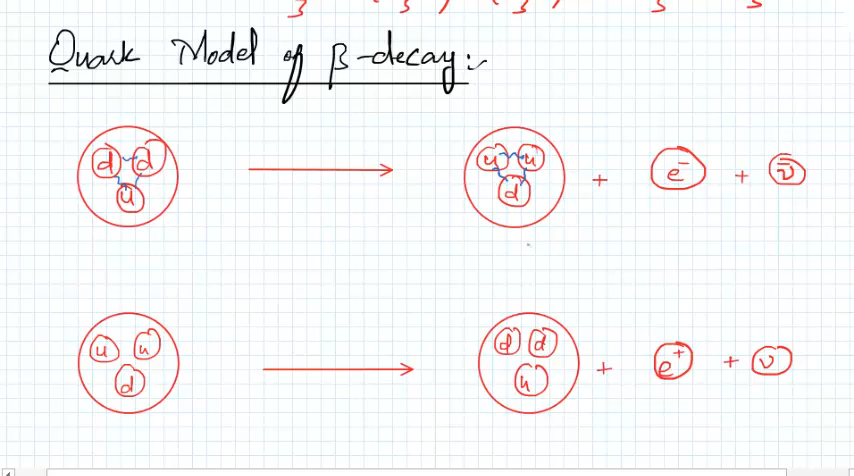 Quark Model of β-decay:
d d → u u + e⁻ + ν̄
u d
u u → d d + e⁺ + ν
d u